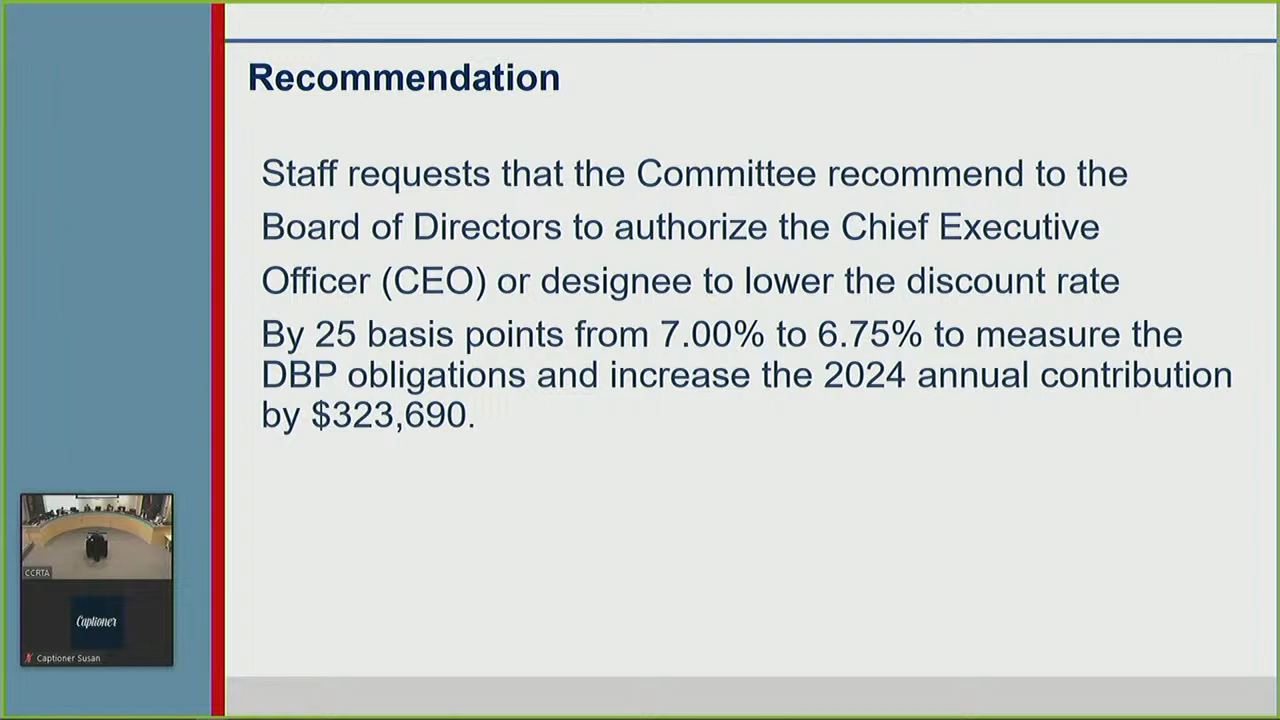 Recommendation
Staff requests that the Committee recommend to the
Board of Directors to authorize the Chief Executive
Officer (CEO) or designee to lower the discount rate
By 25 basis points from 7.00% to 6.75% to measure the
DBP obligations and increase the 2024 annual contribution
by $323,690.
CCRTA
Captioner
Captioner Susan